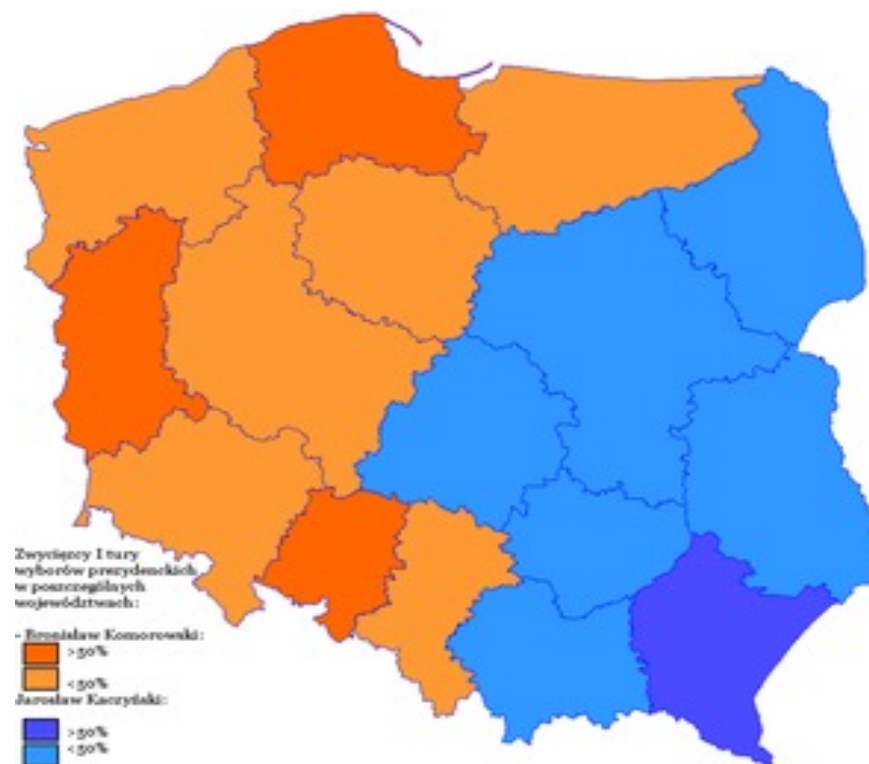 Zwycięzcy I tury
wyborów prezydenckich
w poszczególnych
województwach:
- Bronisław Komorowski:
>50%
<50%
Jarosław Kaczyński:
>50%
<50%